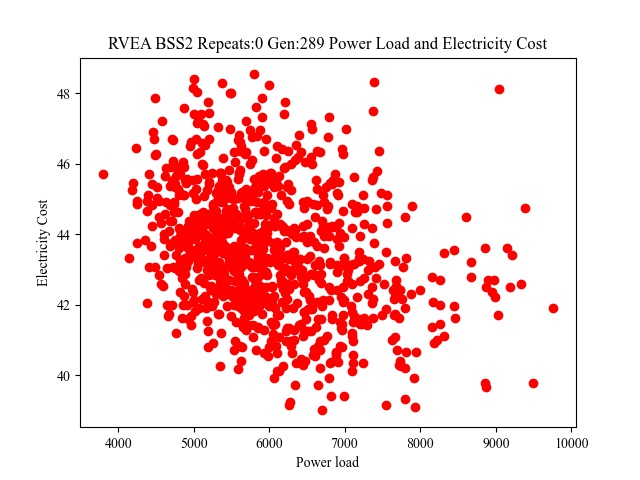 RVEA BSS2 Repeats:0 Gen:289 Power Load and Electricity Cost
48
46
44
42
40
Electricity Cost
4000 5000 6000 7000 8000 9000 10000
Power load